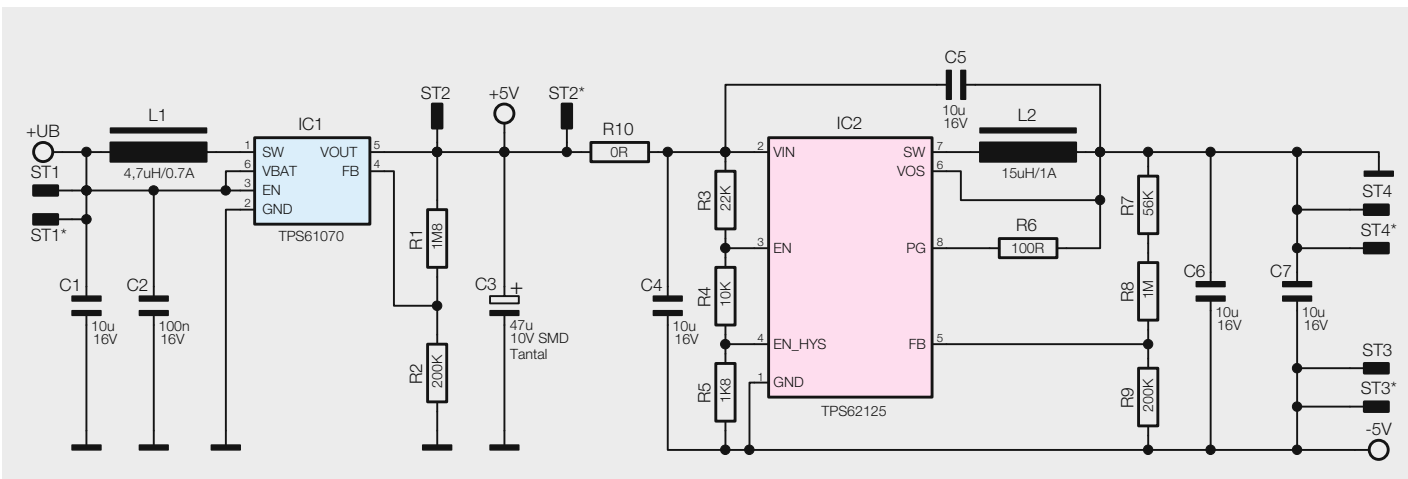 +UB
ST1
ST1*
L1
4,7uH/0.7A
C1
10u
16V
C2
100n
16V
IC1
1 SW
6 VBAT
3 EN
2 GND
VOUT 5
FB 4
TPS61070
ST2
R1
1M8
R2
200K
+5V
C3
+
47u
10V SMD
Tantal
ST2*
R10
0R
C4
10u
16V
R3
22K
R4
10K
R5
1K8
C5
10u
16V
IC2
2 VIN
3 EN
4 EN_HYS
1 GND
SW 7
VOS 6
PG 8
FB 5
TPS62125
L2
15uH/1A
R6
100R
R7
56K
R8
1M
R9
200K
C6
10u
16V
C7
10u
16V
ST4
ST4*
ST3
ST3*
-5V